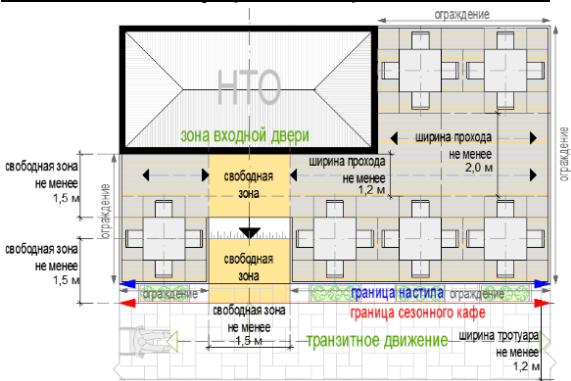 ограждение
НТО
зона входной двери
ширина прохода
не менее
2,0 м
ограждение
свободная зона
не менее
1,5 м
свободная
зона
ширина прохода
не менее
1,2 м
ограждение
свободная зона
не менее
1,5 м
свободная
зона
ограждение
граница настила
ограждение
свободная зона
не менее
1,5 м
граница сезонного кафе
транзитное движение
ширина тротуара
не менее
1,2 м